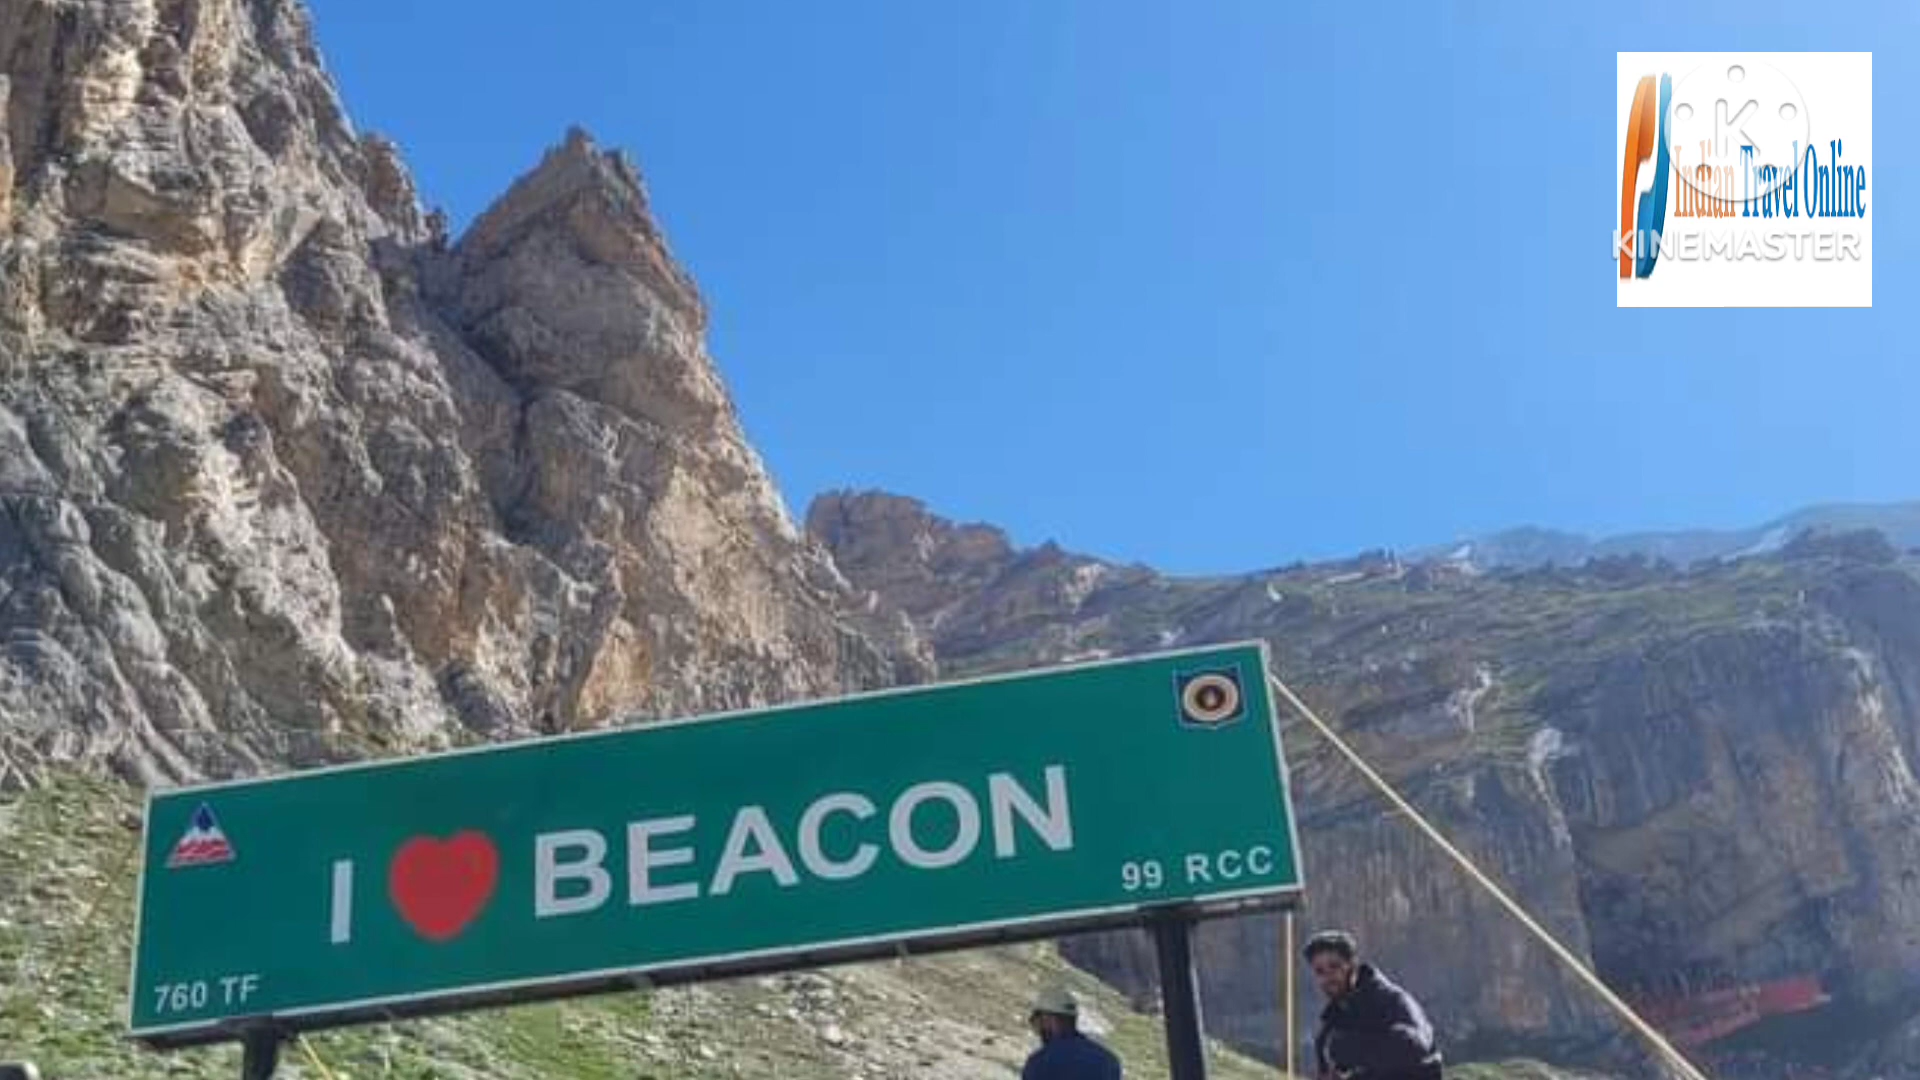 Indian Travel Online
KINEMASTER
I ❤ BEACON
99 RCC
760 TF